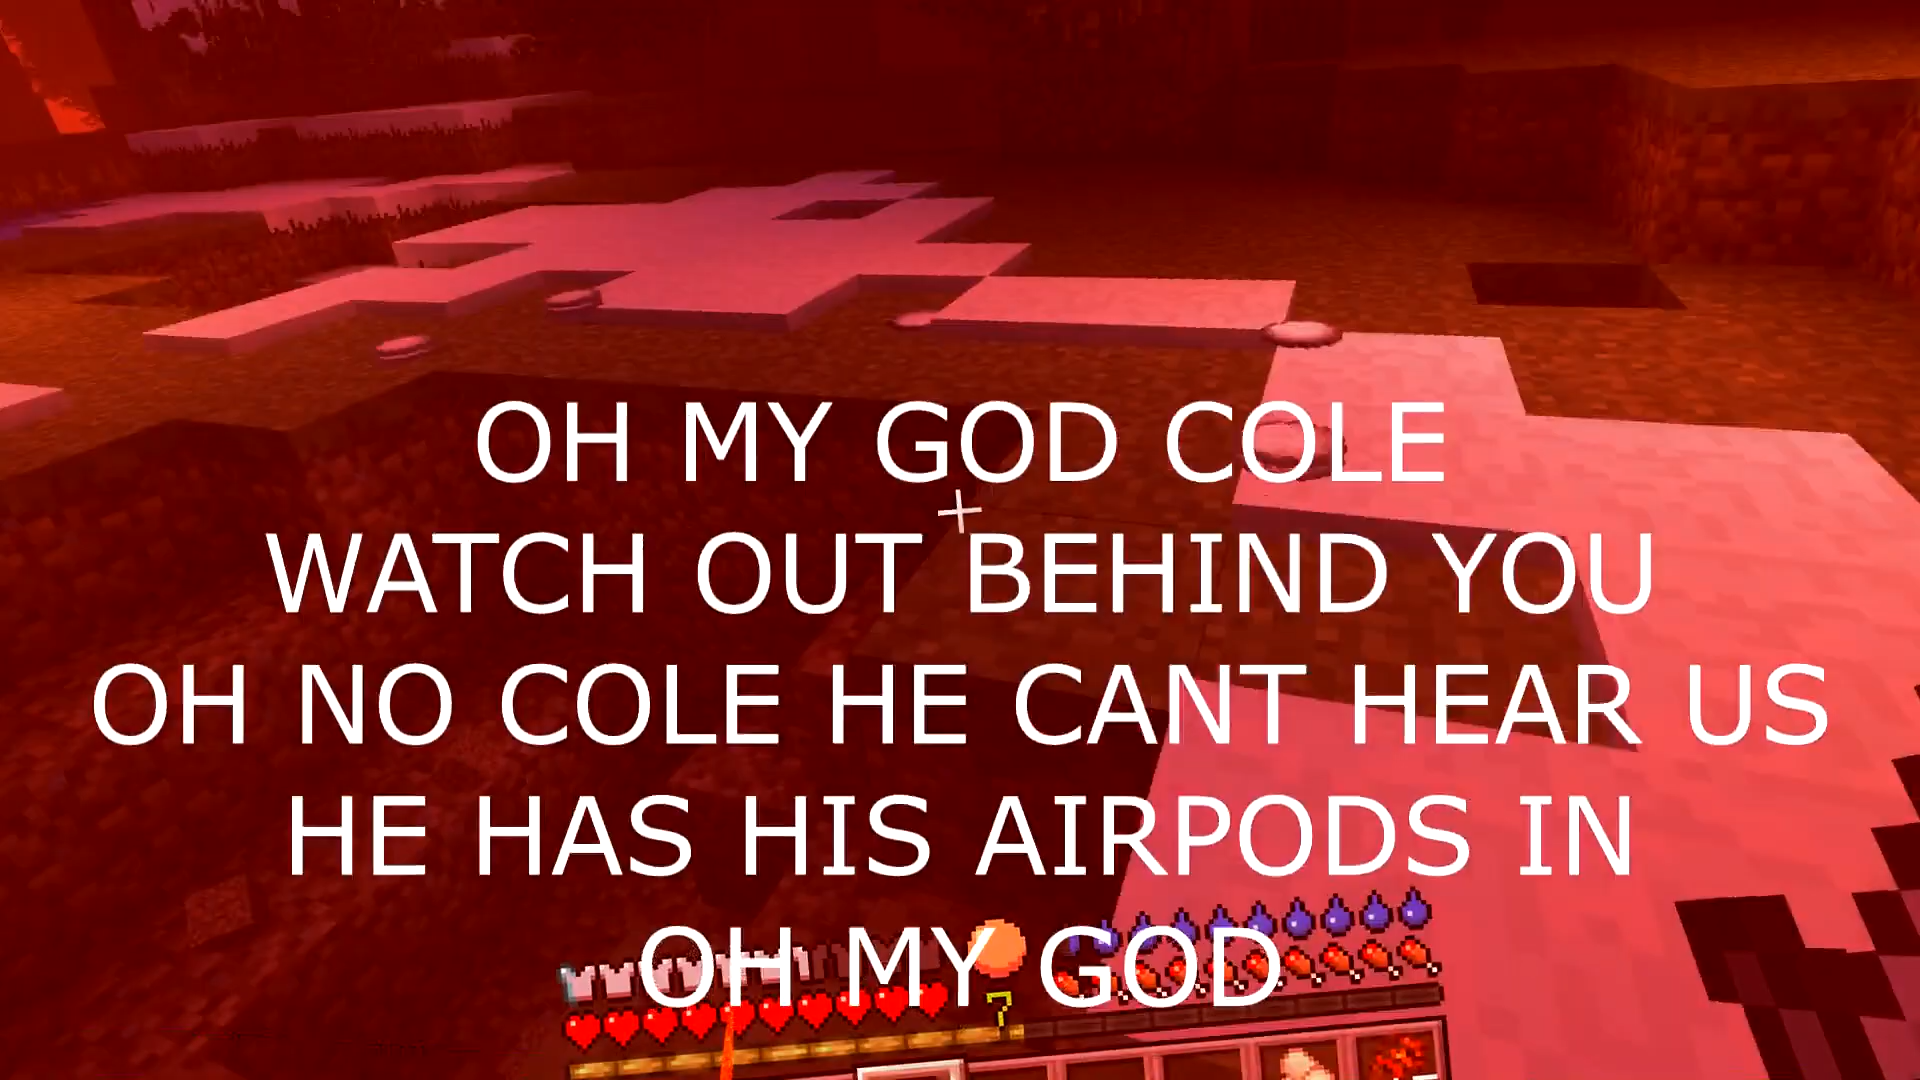 OH MY GOD COLE
WATCH OUT BEHIND YOU
OH NO COLE HE CANT HEAR US
HE HAS HIS AIRPODS IN
OH MY GOD
7